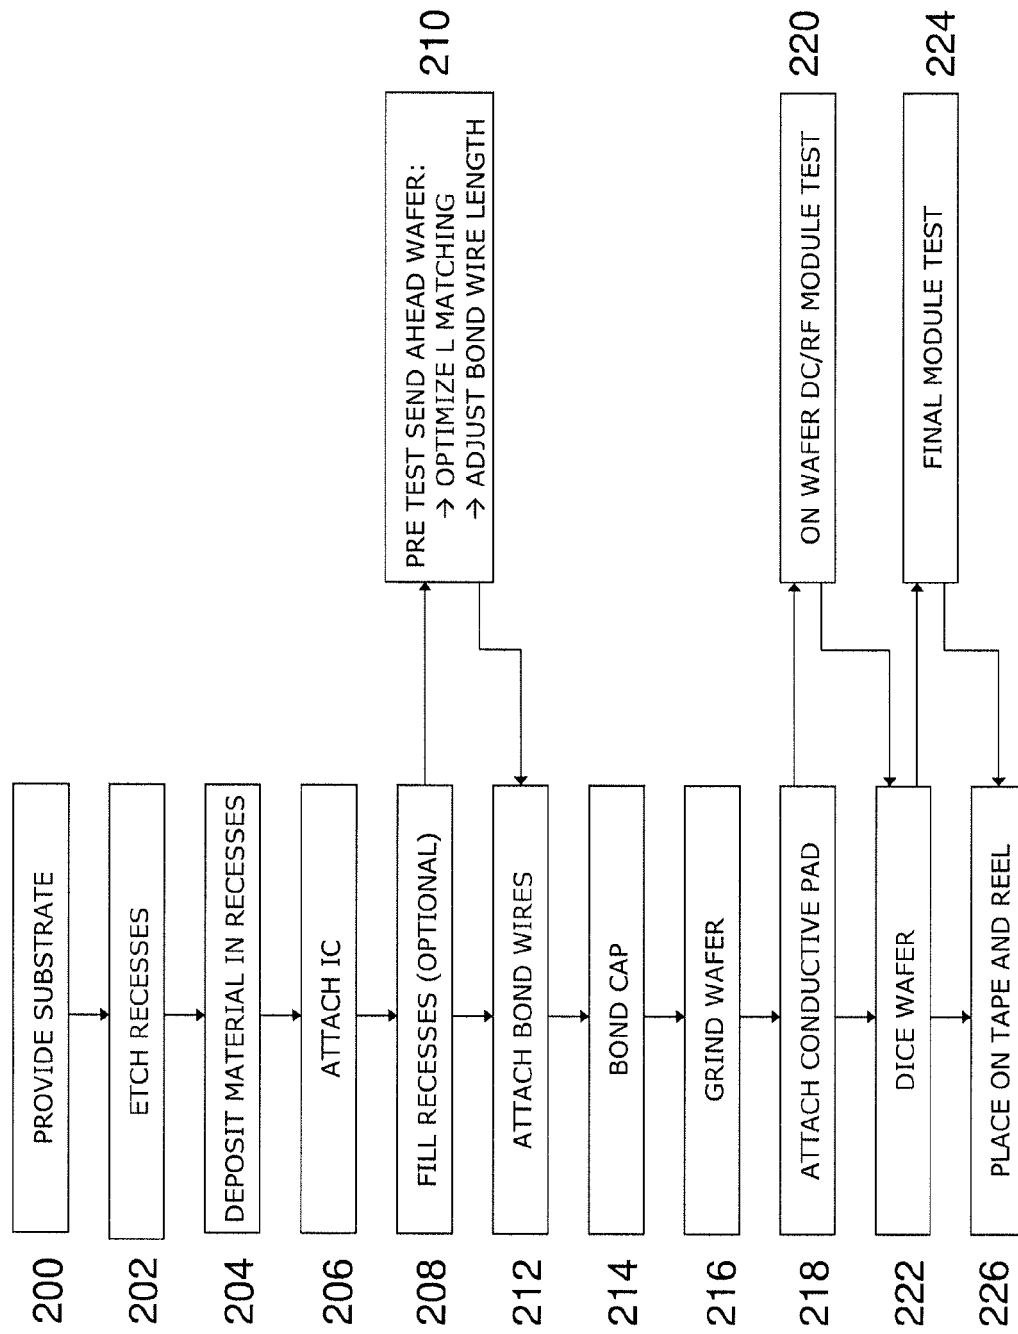 200
PROVIDE SUBSTRATE
202
ETCH RECESSES
204
DEPOSIT MATERIAL IN RECESSES
206
ATTACH IC
208
FILL RECESSES (OPTIONAL)
210
PRE TEST SEND AHEAD WAFER:
→ OPTIMIZE L MATCHING
→ ADJUST BOND WIRE LENGTH
212
ATTACH BOND WIRES
214
BOND CAP
216
GRIND WAFER
218
ATTACH CONDUCTIVE PAD
220
ON WAFER DC/RF MODULE TEST
222
DICE WAFER
224
FINAL MODULE TEST
226
PLACE ON TAPE AND REEL